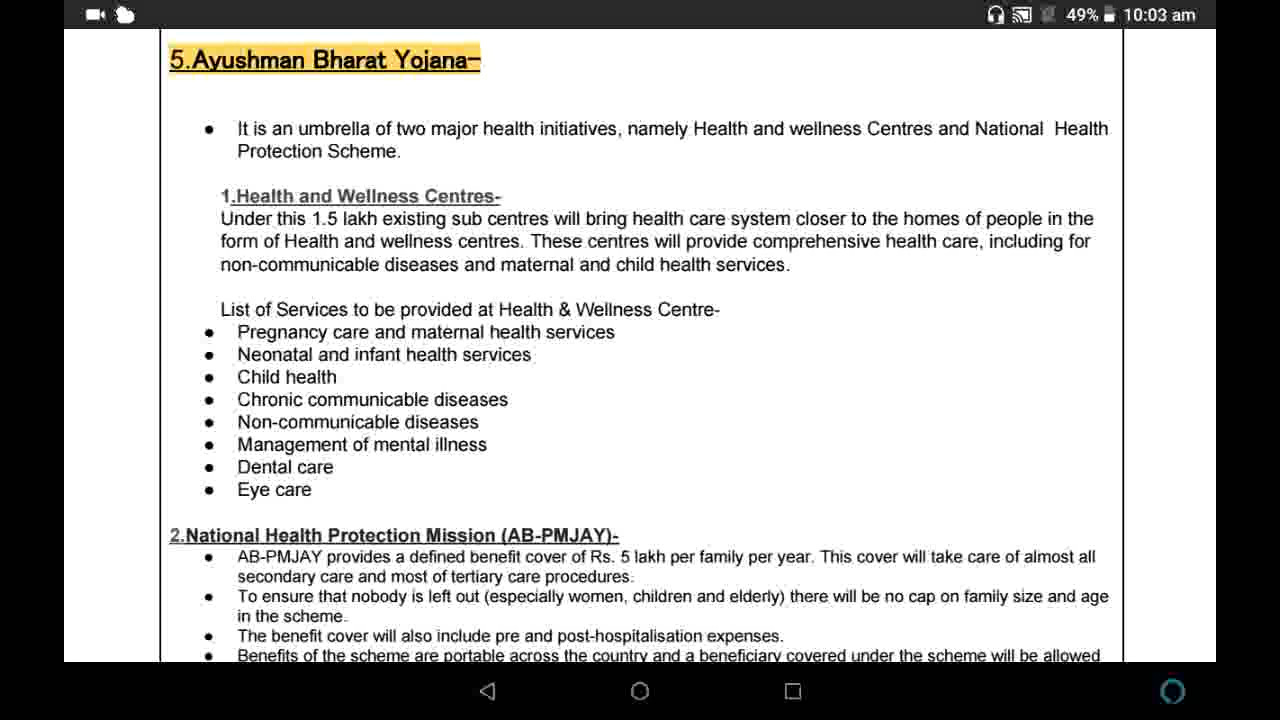 49% 10:03 am
5.Ayushman Bharat Yojana-
• It is an umbrella of two major health initiatives, namely Health and wellness Centres and National Health
Protection Scheme.
1.Health and Wellness Centres-
Under this 1.5 lakh existing sub centres will bring health care system closer to the homes of people in the
form of Health and wellness centres. These centres will provide comprehensive health care, including for
non-communicable diseases and maternal and child health services.
List of Services to be provided at Health & Wellness Centre-
• Pregnancy care and maternal health services
• Neonatal and infant health services
• Child health
• Chronic communicable diseases
• Non-communicable diseases
• Management of mental illness
• Dental care
• Eye care
2.National Health Protection Mission (AB-PMJAY)-
• AB-PMJAY provides a defined benefit cover of Rs. 5 lakh per family per year. This cover will take care of almost all
secondary care and most of tertiary care procedures.
• To ensure that nobody is left out (especially women, children and elderly) there will be no cap on family size and age
in the scheme.
• The benefit cover will also include pre and post-hospitalisation expenses.
• Benefits of the scheme are portable across the country and a beneficiary covered under the scheme will be allowed